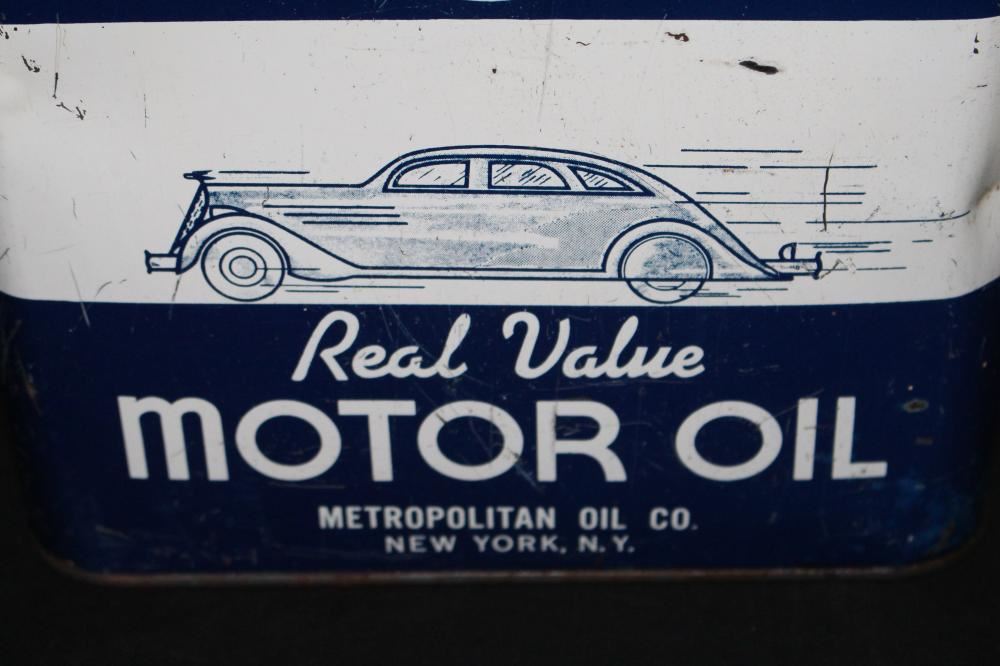 Real Value
MOTOR OIL
METROPOLITAN OIL CO.
NEW YORK, N.Y.